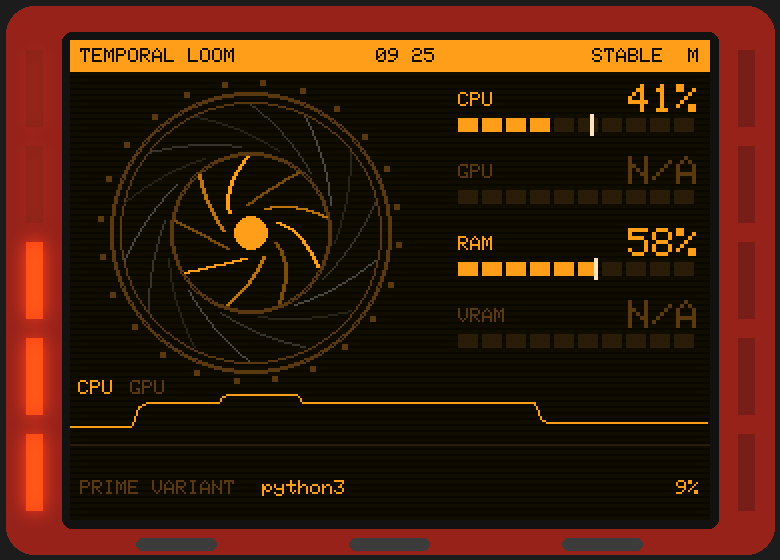 TEMPORAL LOOM 09 25 STABLE M
CPU 41%
GPU N/A
RAM 58%
VRAM N/A
CPU GPU
PRIME VARIANT python3 9%